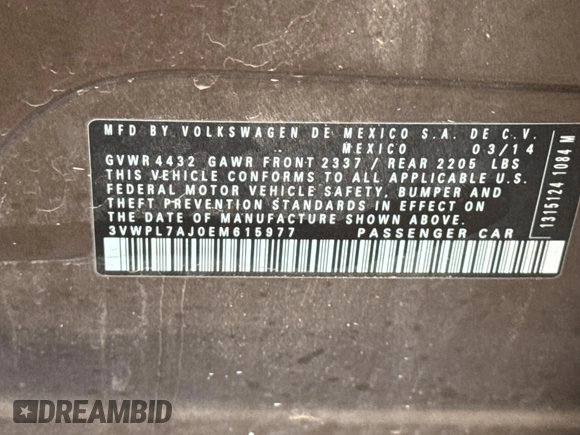 MFD BY VOLKSWAGEN DE MEXICO S.A. DE C.V.
MEXICO 03/14
GVWR 4432 GAWR FRONT 2337 / REAR 2205 LBS
THIS VEHICLE CONFORMS TO ALL APPLICABLE U.S.
FEDERAL MOTOR VEHICLE SAFETY, BUMPER AND
THEFT PREVENTION STANDARDS IN EFFECT ON
THE DATE OF MANUFACTURE SHOWN ABOVE.
3VWPL7AJ0EM615977 PASSENGER CAR
1315124 1084 M
DREAMBID